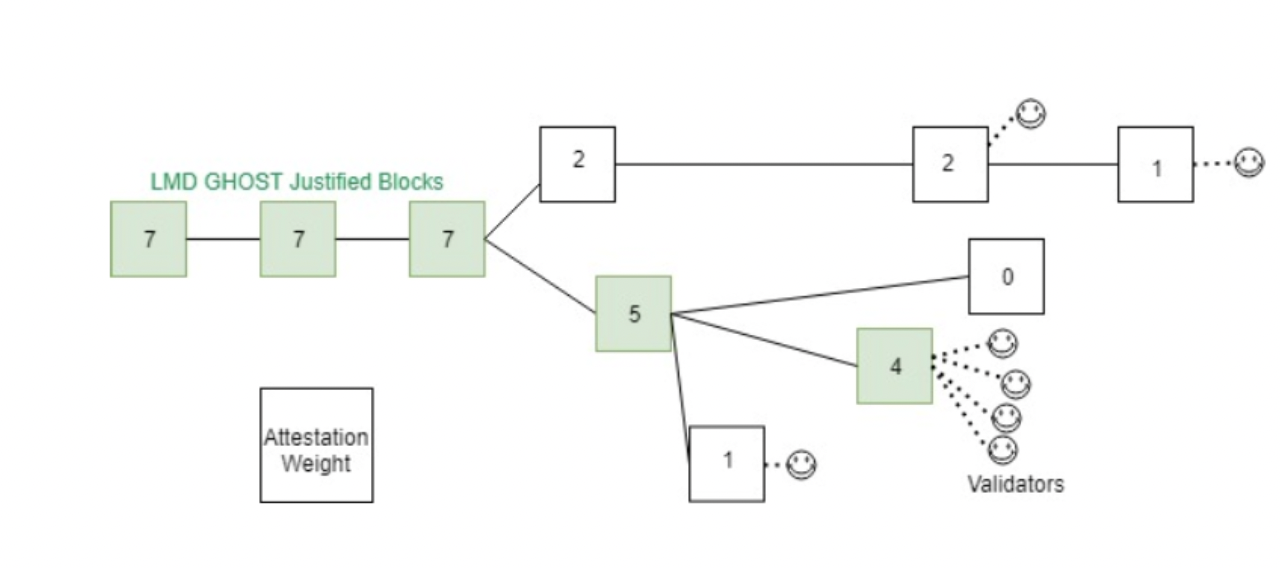 LMD GHOST Justified Blocks
7
7
7
2
2
1
5
0
4
1
Attestation
Weight
Validators